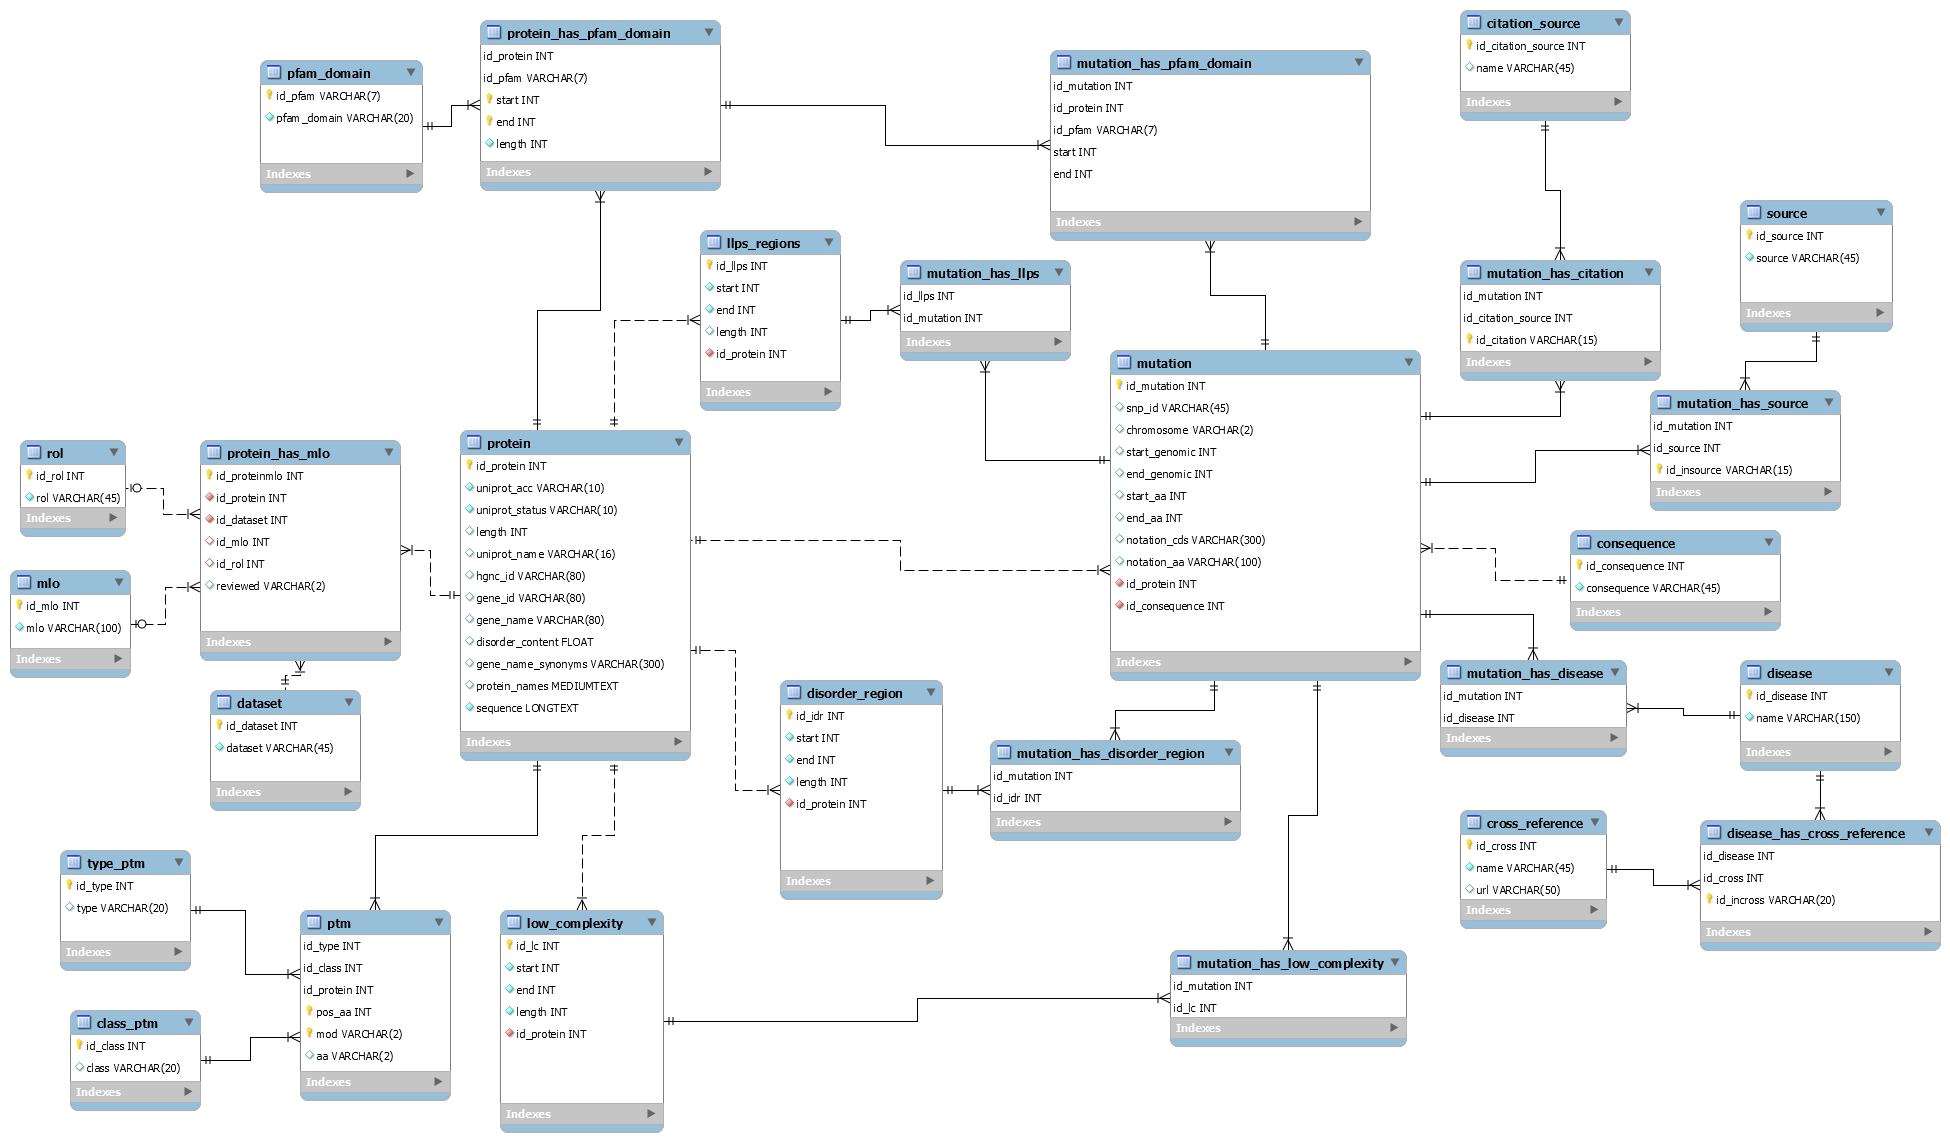 pfam_domain
id_pfam VARCHAR(7)
pfam_domain VARCHAR(20)
Indexes
protein_has_pfam_domain
id_protein INT
id_pfam VARCHAR(7)
start INT
end INT
length INT
Indexes
mutation_has_pfam_domain
id_mutation INT
id_protein INT
id_pfam VARCHAR(7)
start INT
end INT
Indexes
citation_source
id_citation_source INT
name VARCHAR(45)
Indexes
source
id_source INT
source VARCHAR(45)
Indexes
llps_regions
id_llps INT
start INT
end INT
length INT
id_protein INT
Indexes
mutation_has_llps
id_llps INT
id_mutation INT
Indexes
mutation_has_citation
id_mutation INT
id_citation_source INT
id_citation VARCHAR(15)
Indexes
mutation
id_mutation INT
snp_id VARCHAR(45)
chromosome VARCHAR(2)
start_genomic INT
end_genomic INT
start_aa INT
end_aa INT
notation_cds VARCHAR(300)
notation_aa VARCHAR(100)
id_protein INT
id_consequence INT
Indexes
mutation_has_source
id_mutation INT
id_source INT
id_insource VARCHAR(15)
Indexes
rol
id_rol INT
rol VARCHAR(45)
Indexes
protein_has_mlo
id_proteinmlo INT
id_protein INT
id_dataset INT
id_mlo INT
id_rol INT
reviewed VARCHAR(2)
Indexes
protein
id_protein INT
uniprot_acc VARCHAR(10)
uniprot_status VARCHAR(10)
length INT
uniprot_name VARCHAR(16)
hgnc_id VARCHAR(80)
gene_id VARCHAR(80)
gene_name VARCHAR(80)
disorder_content FLOAT
gene_name_synonyms VARCHAR(300)
protein_names MEDIUMTEXT
sequence LONGTEXT
Indexes
consequence
id_consequence INT
consequence VARCHAR(45)
Indexes
mlo
id_mlo INT
mlo VARCHAR(100)
Indexes
dataset
id_dataset INT
dataset VARCHAR(45)
Indexes
disorder_region
id_idr INT
start INT
end INT
length INT
id_protein INT
Indexes
mutation_has_disorder_region
id_mutation INT
id_idr INT
Indexes
mutation_has_disease
id_mutation INT
id_disease INT
Indexes
disease
id_disease INT
name VARCHAR(150)
Indexes
cross_reference
id_cross INT
name VARCHAR(45)
url VARCHAR(50)
Indexes
disease_has_cross_reference
id_disease INT
id_cross INT
id_incross VARCHAR(20)
Indexes
type_ptm
id_type INT
type VARCHAR(20)
Indexes
ptm
id_type INT
id_class INT
id_protein INT
pos_aa INT
mod VARCHAR(2)
aa VARCHAR(2)
Indexes
low_complexity
id_lc INT
start INT
end INT
length INT
id_protein INT
Indexes
mutation_has_low_complexity
id_mutation INT
id_lc INT
Indexes
class_ptm
id_class INT
class VARCHAR(20)
Indexes